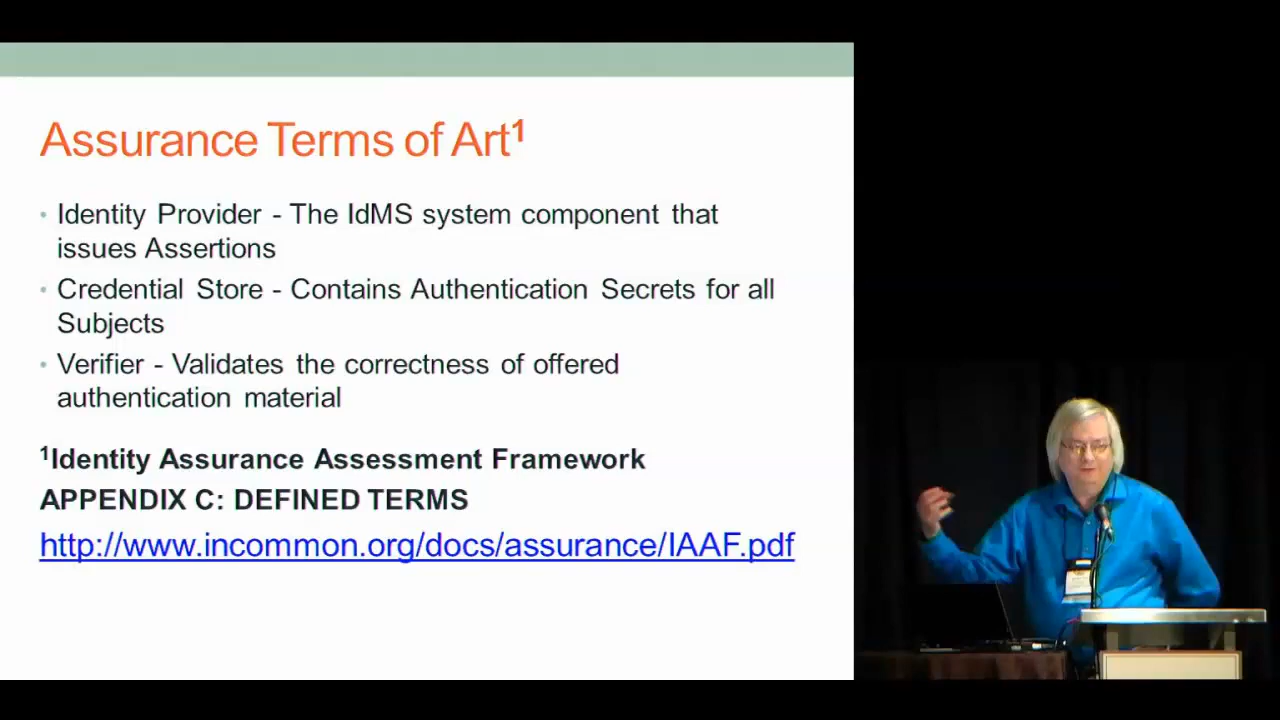 Assurance Terms of Art¹
• Identity Provider - The IdMS system component that
issues Assertions
• Credential Store - Contains Authentication Secrets for all
Subjects
• Verifier - Validates the correctness of offered
authentication material
¹Identity Assurance Assessment Framework
APPENDIX C: DEFINED TERMS
http://www.incommon.org/docs/assurance/IAAF.pdf